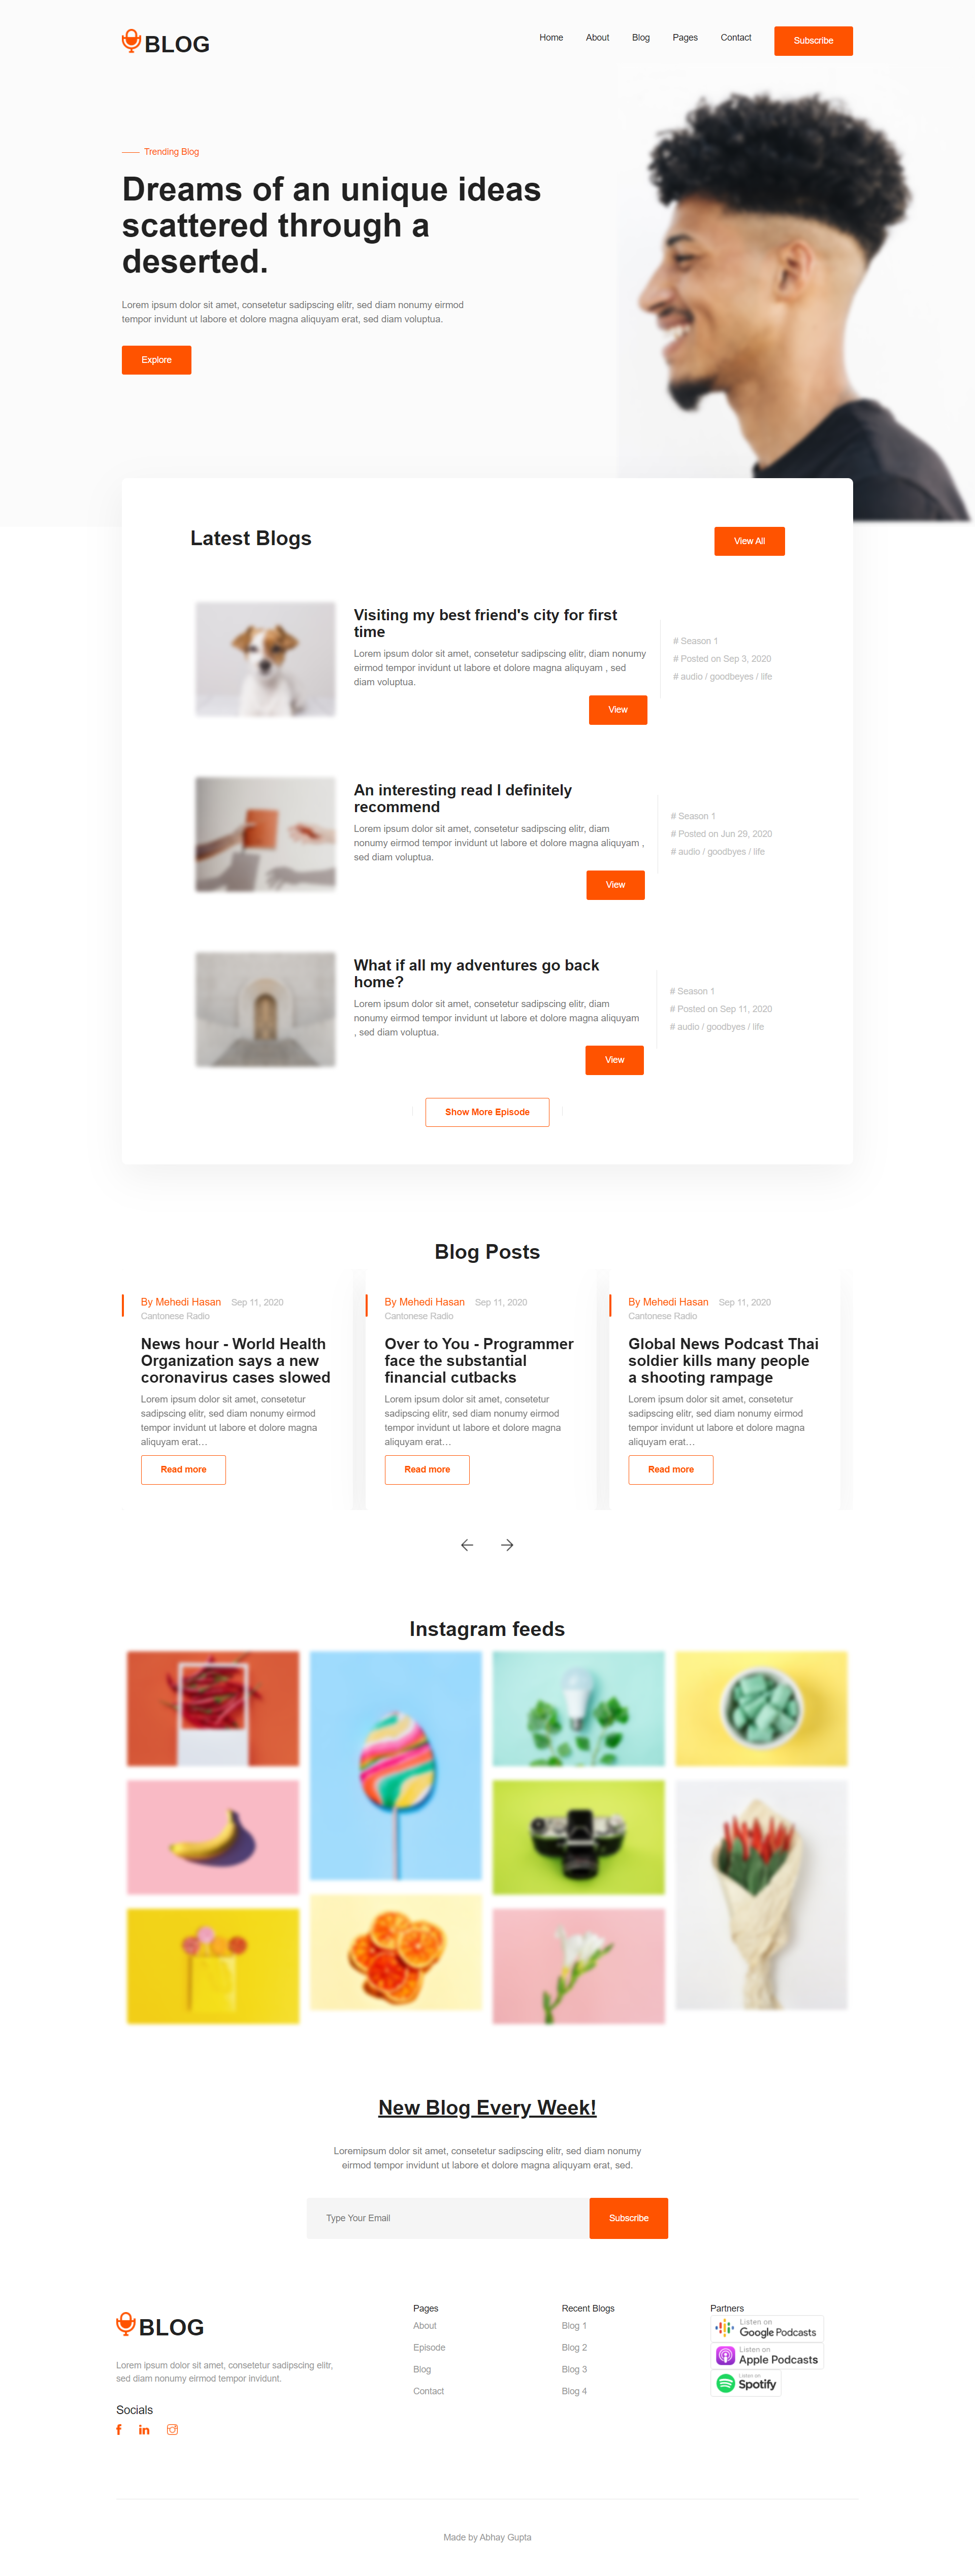 BLOG
Home About Blog Pages Contact Subscribe
Trending Blog
Dreams of an unique ideas
scattered through a
deserted.
Lorem ipsum dolor sit amet, consetetur sadipscing elitr, sed diam nonumy eirmod
tempor invidunt ut labore et dolore magna aliquyam erat, sed diam voluptua.
Explore
Latest Blogs
View All
Visiting my best friend's city for first
time
Lorem ipsum dolor sit amet, consetetur sadipscing elitr, diam nonumy
eirmod tempor invidunt ut labore et dolore magna aliquyam , sed
diam voluptua.
View
# Season 1
# Posted on Sep 3, 2020
# audio / goodbeyes / life
An interesting read I definitely
recommend
Lorem ipsum dolor sit amet, consetetur sadipscing elitr, diam
nonumy eirmod tempor invidunt ut labore et dolore magna aliquyam ,
sed diam voluptua.
View
# Season 1
# Posted on Jun 29, 2020
# audio / goodbyes / life
What if all my adventures go back
home?
Lorem ipsum dolor sit amet, consetetur sadipscing elitr, diam
nonumy eirmod tempor invidunt ut labore et dolore magna aliquyam
, sed diam voluptua.
View
# Season 1
# Posted on Sep 11, 2020
# audio / goodbyes / life
Show More Episode
Blog Posts
By Mehedi Hasan Sep 11, 2020
Cantonese Radio
News hour - World Health
Organization says a new
coronavirus cases slowed
Lorem ipsum dolor sit amet, consetetur
sadipscing elitr, sed diam nonumy eirmod
tempor invidunt ut labore et dolore magna
aliquyam erat…
Read more
By Mehedi Hasan Sep 11, 2020
Cantonese Radio
Over to You - Programmer
face the substantial
financial cutbacks
Lorem ipsum dolor sit amet, consetetur
sadipscing elitr, sed diam nonumy eirmod
tempor invidunt ut labore et dolore magna
aliquyam erat…
Read more
By Mehedi Hasan Sep 11, 2020
Cantonese Radio
Global News Podcast Thai
soldier kills many people
a shooting rampage
Lorem ipsum dolor sit amet, consetetur
sadipscing elitr, sed diam nonumy eirmod
tempor invidunt ut labore et dolore magna
aliquyam erat…
Read more
Instagram feeds
New Blog Every Week!
Loremipsum dolor sit amet, consetetur sadipscing elitr, sed diam nonumy
eirmod tempor invidunt ut labore et dolore magna aliquyam erat, sed.
Type Your Email
Subscribe
BLOG
Lorem ipsum dolor sit amet, consetetur sadipscing elitr,
sed diam nonumy eirmod tempor invidunt.
Socials
Pages
About
Episode
Blog
Contact
Recent Blogs
Blog 1
Blog 2
Blog 3
Blog 4
Partners
Listen on
Google Podcasts
Listen on
Apple Podcasts
Listen on
Spotify
Made by Abhay Gupta